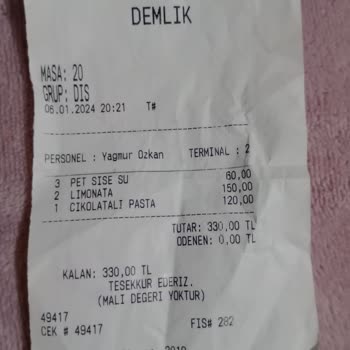 DEMLIK
MASA: 20
GRUP: DIS
06.01.2024 20:21 T#
PERSONEL : Yagmur Ozkan TERMINAL : 2
3 PET SISE SU 60,00
2 LIMONATA 150,00
1 CIKOLATALI PASTA 120,00
TUTAR: 330,00 TL
ODENEN: 0,00 TL
KALAN: 330,00 TL
TESEKKUR EDERIZ.
(MALI DEGERI YOKTUR)
49417
CEK # 49417 FIS# 282